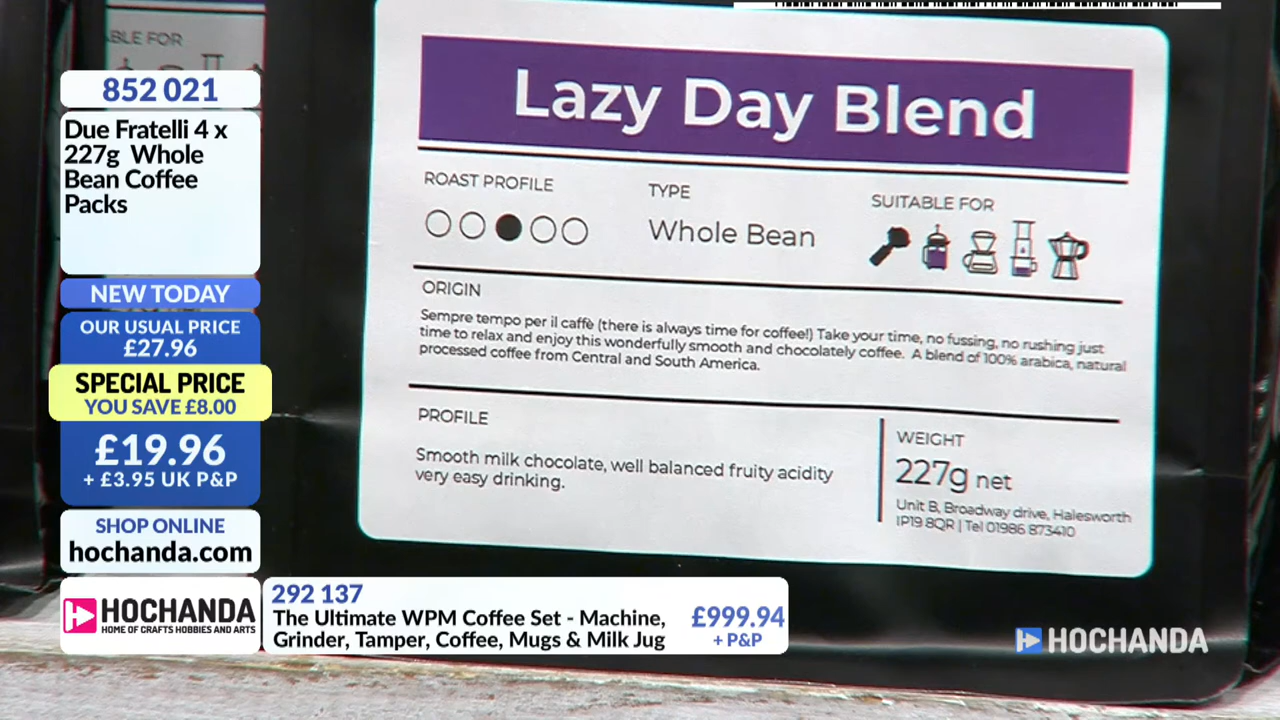 ABLE FOR
852 021
Due Fratelli 4 x
227g Whole
Bean Coffee
Packs
NEW TODAY
OUR USUAL PRICE
£27.96
SPECIAL PRICE
YOU SAVE £8.00
£19.96
+ £3.95 UK P&P
SHOP ONLINE
hochanda.com
HOCHANDA
HOME OF CRAFTS HOBBIES AND ARTS
292 137
The Ultimate WPM Coffee Set - Machine,
Grinder, Tamper, Coffee, Mugs & Milk Jug
£999.94
+ P&P
Lazy Day Blend
ROAST PROFILE
TYPE
Whole Bean
SUITABLE FOR
ORIGIN
Sempre tempo per il caffè (there is always time for coffee!) Take your time, no fussing, no rushing just
time to relax and enjoy this wonderfully smooth and chocolately coffee. A blend of 100% arabica, natural
processed coffee from Central and South America.
PROFILE
Smooth milk chocolate, well balanced fruity acidity
very easy drinking.
WEIGHT
227g net
Unit B, Broadway drive, Halesworth
IP19 8QR | Tel 01986 873410
HOCHANDA